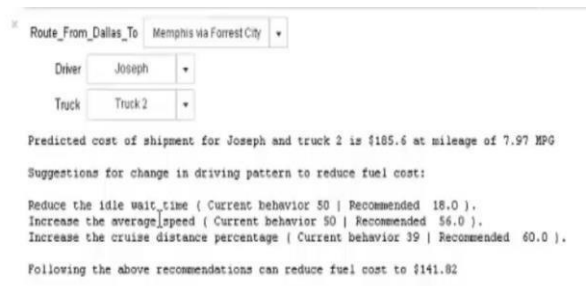 Route_From_Dallas_To Memphis via Forrest City
Driver Joseph
Truck Truck 2
Predicted cost of shipment for Joseph and truck 2 is $185.6 at mileage of 7.97 MPG
Suggestions for change in driving pattern to reduce fuel cost:
Reduce the idle wait_time ( Current behavior 50 | Recommended 18.0 ).
Increase the average speed ( Current behavior 50 | Recommended 56.0 ).
Increase the cruise distance percentage ( Current behavior 39 | Recommended 60.0 ).
Following the above recommendations can reduce fuel cost to $141.82